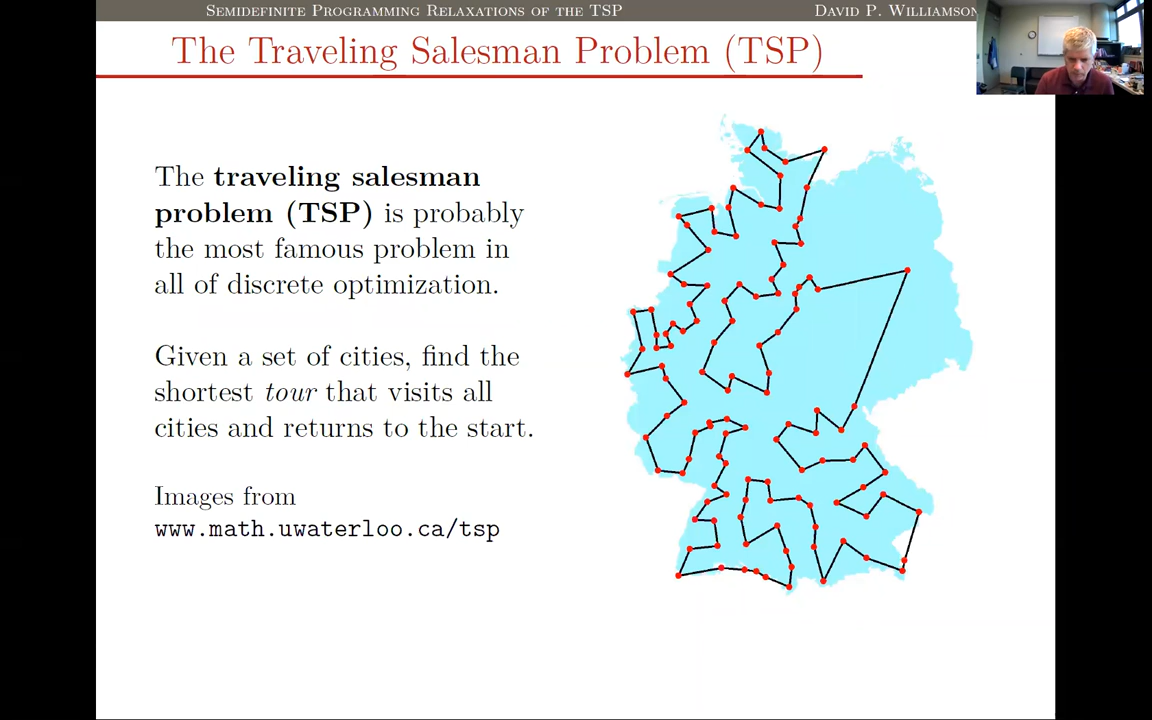 SEMIDEFINITE PROGRAMMING RELAXATIONS OF THE TSP
DAVID P. WILLIAMSON
The Traveling Salesman Problem (TSP)
The traveling salesman
problem (TSP) is probably
the most famous problem in
all of discrete optimization.
Given a set of cities, find the
shortest tour that visits all
cities and returns to the start.
Images from
www.math.uwaterloo.ca/tsp